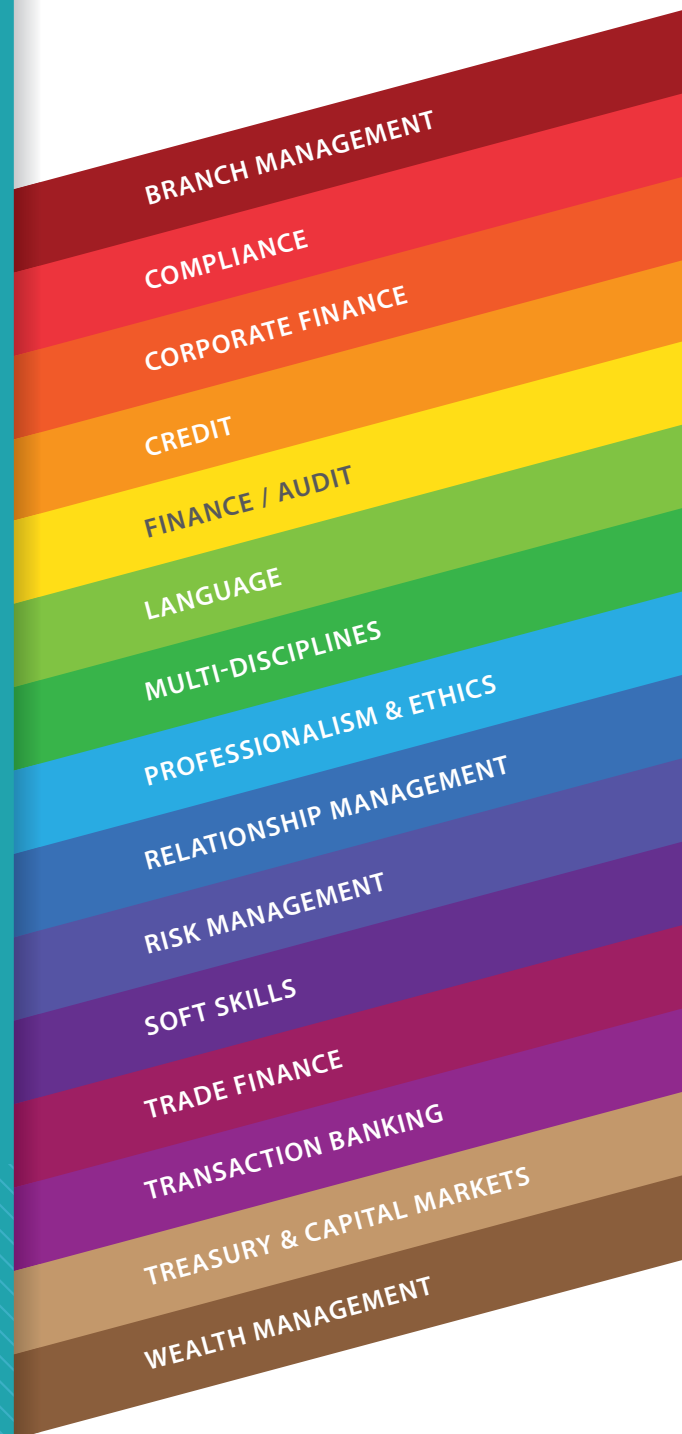 BRANCH MANAGEMENT
COMPLIANCE
CORPORATE FINANCE
CREDIT
FINANCE / AUDIT
LANGUAGE
MULTI-DISCIPLINES
PROFESSIONALISM & ETHICS
RELATIONSHIP MANAGEMENT
RISK MANAGEMENT
SOFT SKILLS
TRADE FINANCE
TRANSACTION BANKING
TREASURY & CAPITAL MARKETS
WEALTH MANAGEMENT